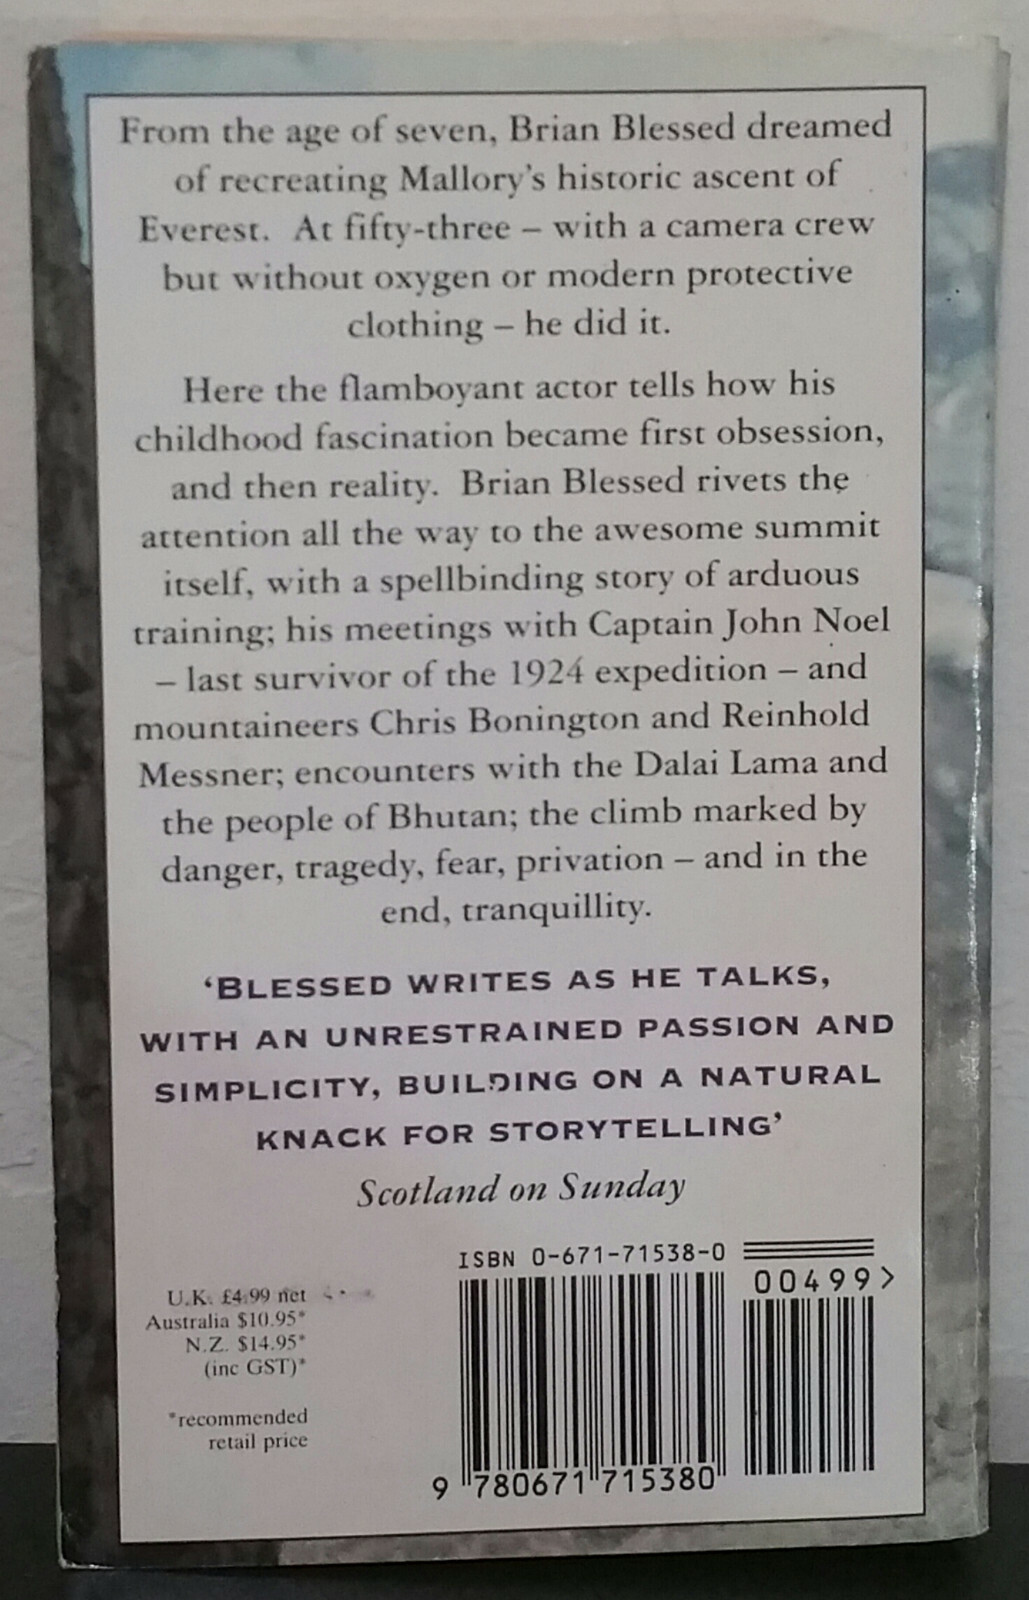 From the age of seven, Brian Blessed dreamed
of recreating Mallory's historic ascent of
Everest. At fifty-three – with a camera crew
but without oxygen or modern protective
clothing – he did it.
Here the flamboyant actor tells how his
childhood fascination became first obsession,
and then reality. Brian Blessed rivets the
attention all the way to the awesome summit
itself, with a spellbinding story of arduous
training; his meetings with Captain John Noel
– last survivor of the 1924 expedition – and
mountaineers Chris Bonington and Reinhold
Messner; encounters with the Dalai Lama and
the people of Bhutan; the climb marked by
danger, tragedy, fear, privation – and in the
end, tranquillity.
'BLESSED WRITES AS HE TALKS,
WITH AN UNRESTRAINED PASSION AND
SIMPLICITY, BUILDING ON A NATURAL
KNACK FOR STORYTELLING'
Scotland on Sunday
ISBN 0-671-71538-0
00499>
U.K. £4.99 net
Australia $10.95*
N.Z. $14.95*
(inc GST)*
*recommended
retail price
9 780671 715380